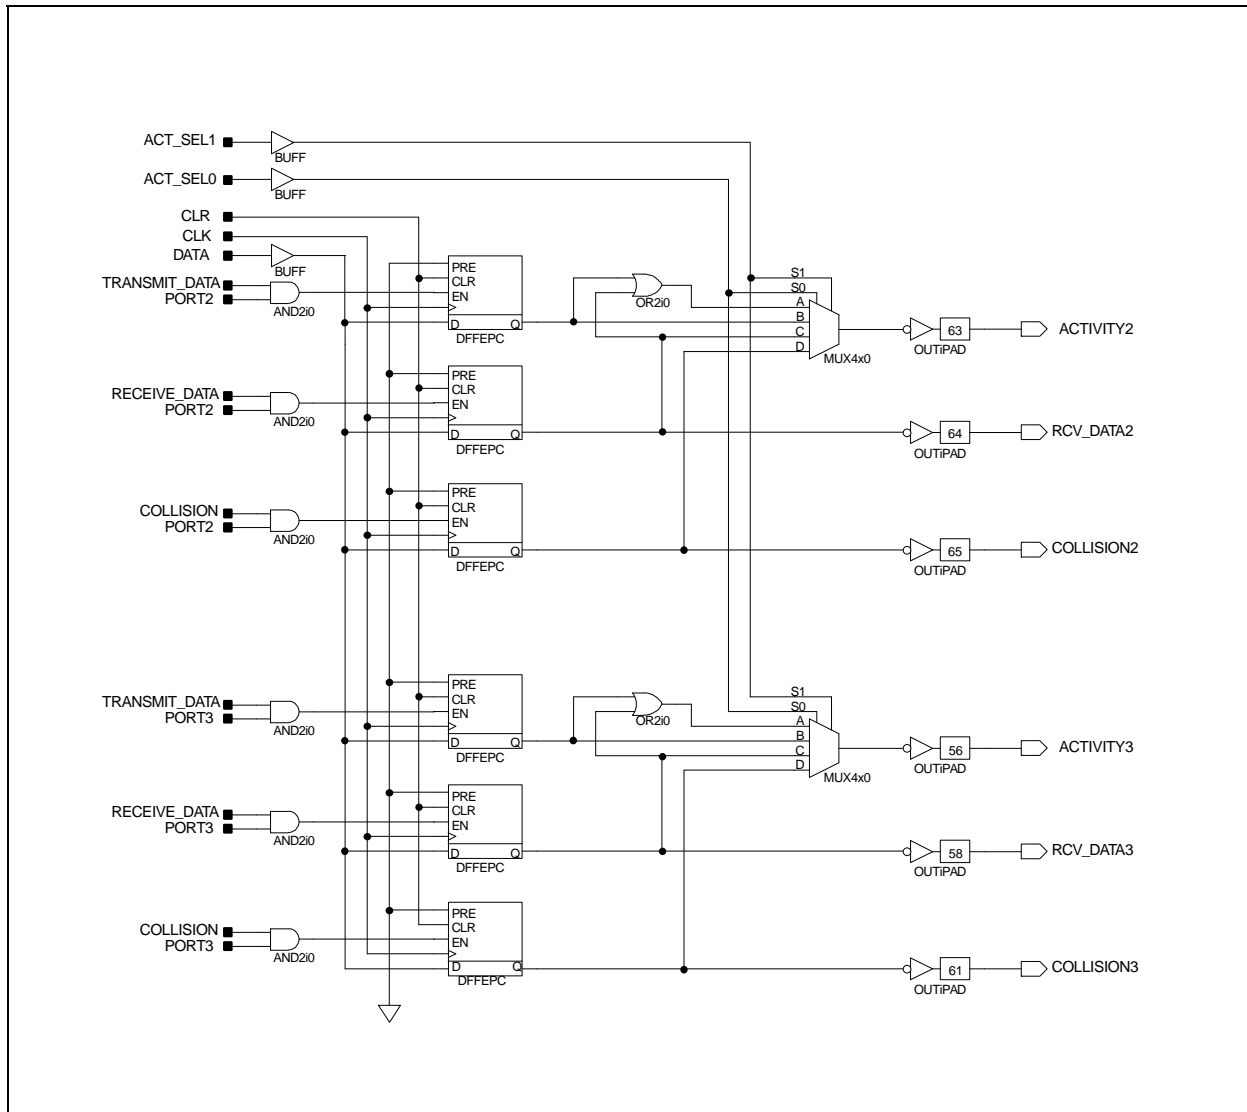 ACT_SEL1
BUFF
ACT_SEL0
BUFF
CLR
CLK
DATA
BUFF
TRANSMIT_DATA
PORT2
AND2i0
PRE
CLR
EN
D Q
DFFEPC
OR2i0
S1
S0
A
B
C
D
MUX4x0
63
OUTiPAD
ACTIVITY2
RECEIVE_DATA
PORT2
AND2i0
PRE
CLR
EN
D Q
DFFEPC
64
OUTiPAD
RCV_DATA2
COLLISION
PORT2
AND2i0
PRE
CLR
EN
D Q
DFFEPC
65
OUTiPAD
COLLISION2
TRANSMIT_DATA
PORT3
AND2i0
PRE
CLR
EN
D Q
DFFEPC
OR2i0
S1
S0
A
B
C
D
MUX4x0
56
OUTiPAD
ACTIVITY3
RECEIVE_DATA
PORT3
AND2i0
PRE
CLR
EN
D Q
DFFEPC
58
OUTiPAD
RCV_DATA3
COLLISION
PORT3
AND2i0
PRE
CLR
EN
D Q
DFFEPC
61
OUTiPAD
COLLISION3